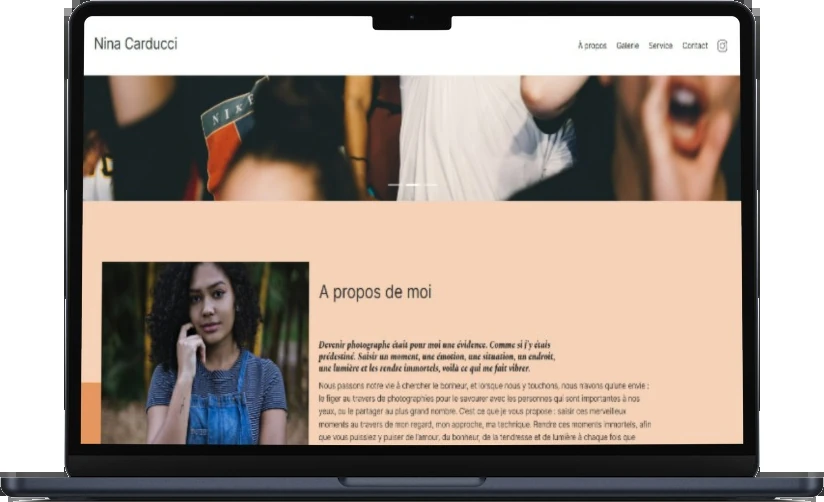 Nina Carducci
À propos Galerie Service Contact
NIKE
A propos de moi
Devenir photographe était pour moi une évidence. Comme si j'y étais
prédestiné. Saisir un moment, une émotion, une situation, un endroit,
une lumière et les rendre immortels, voilà ce qui me fait vibrer.
Nous passons notre vie à chercher le bonheur, et lorsque nous y touchons, nous n'avons qu'une envie :
le figer au travers de photographies pour le savourer avec les personnes qui sont importantes à nos
yeux, ou le partager au plus grand nombre. C'est ce que je vous propose : saisir ces merveilleux
moments au travers de mon regard, mon approche, ma technique. Rendre ces moments immortels, afin
que vous puissiez y puiser de l'amour, du bonheur, de la tendresse et de lumière à chaque fois que